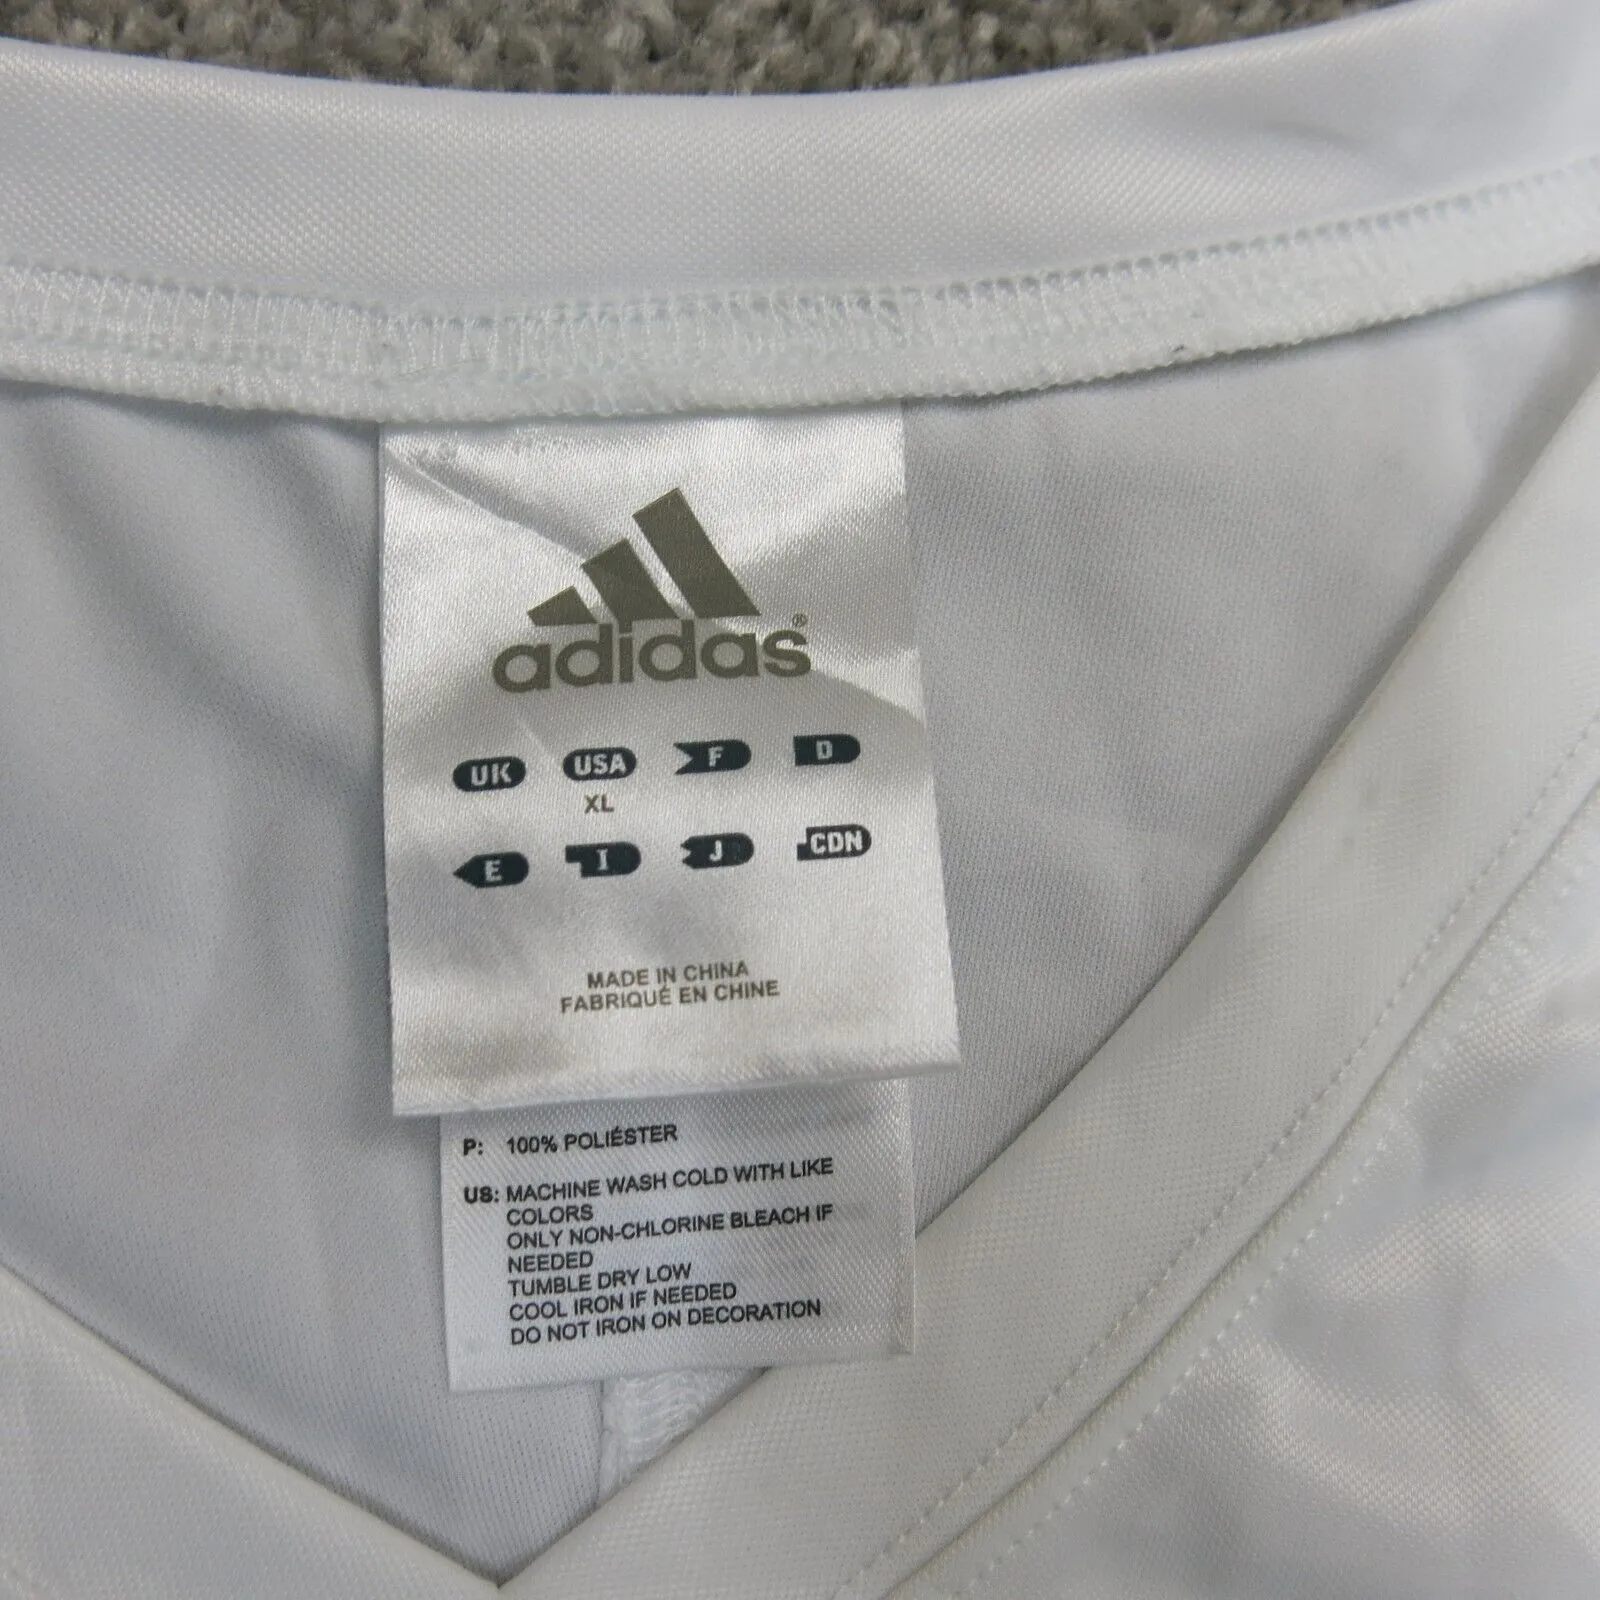 adidas®
UK USA F D
XL
E I J CDN
MADE IN CHINA
FABRIQUÉ EN CHINE
P: 100% POLIÉSTER
US: MACHINE WASH COLD WITH LIKE
COLORS
ONLY NON-CHLORINE BLEACH IF
NEEDED
TUMBLE DRY LOW
COOL IRON IF NEEDED
DO NOT IRON ON DECORATION